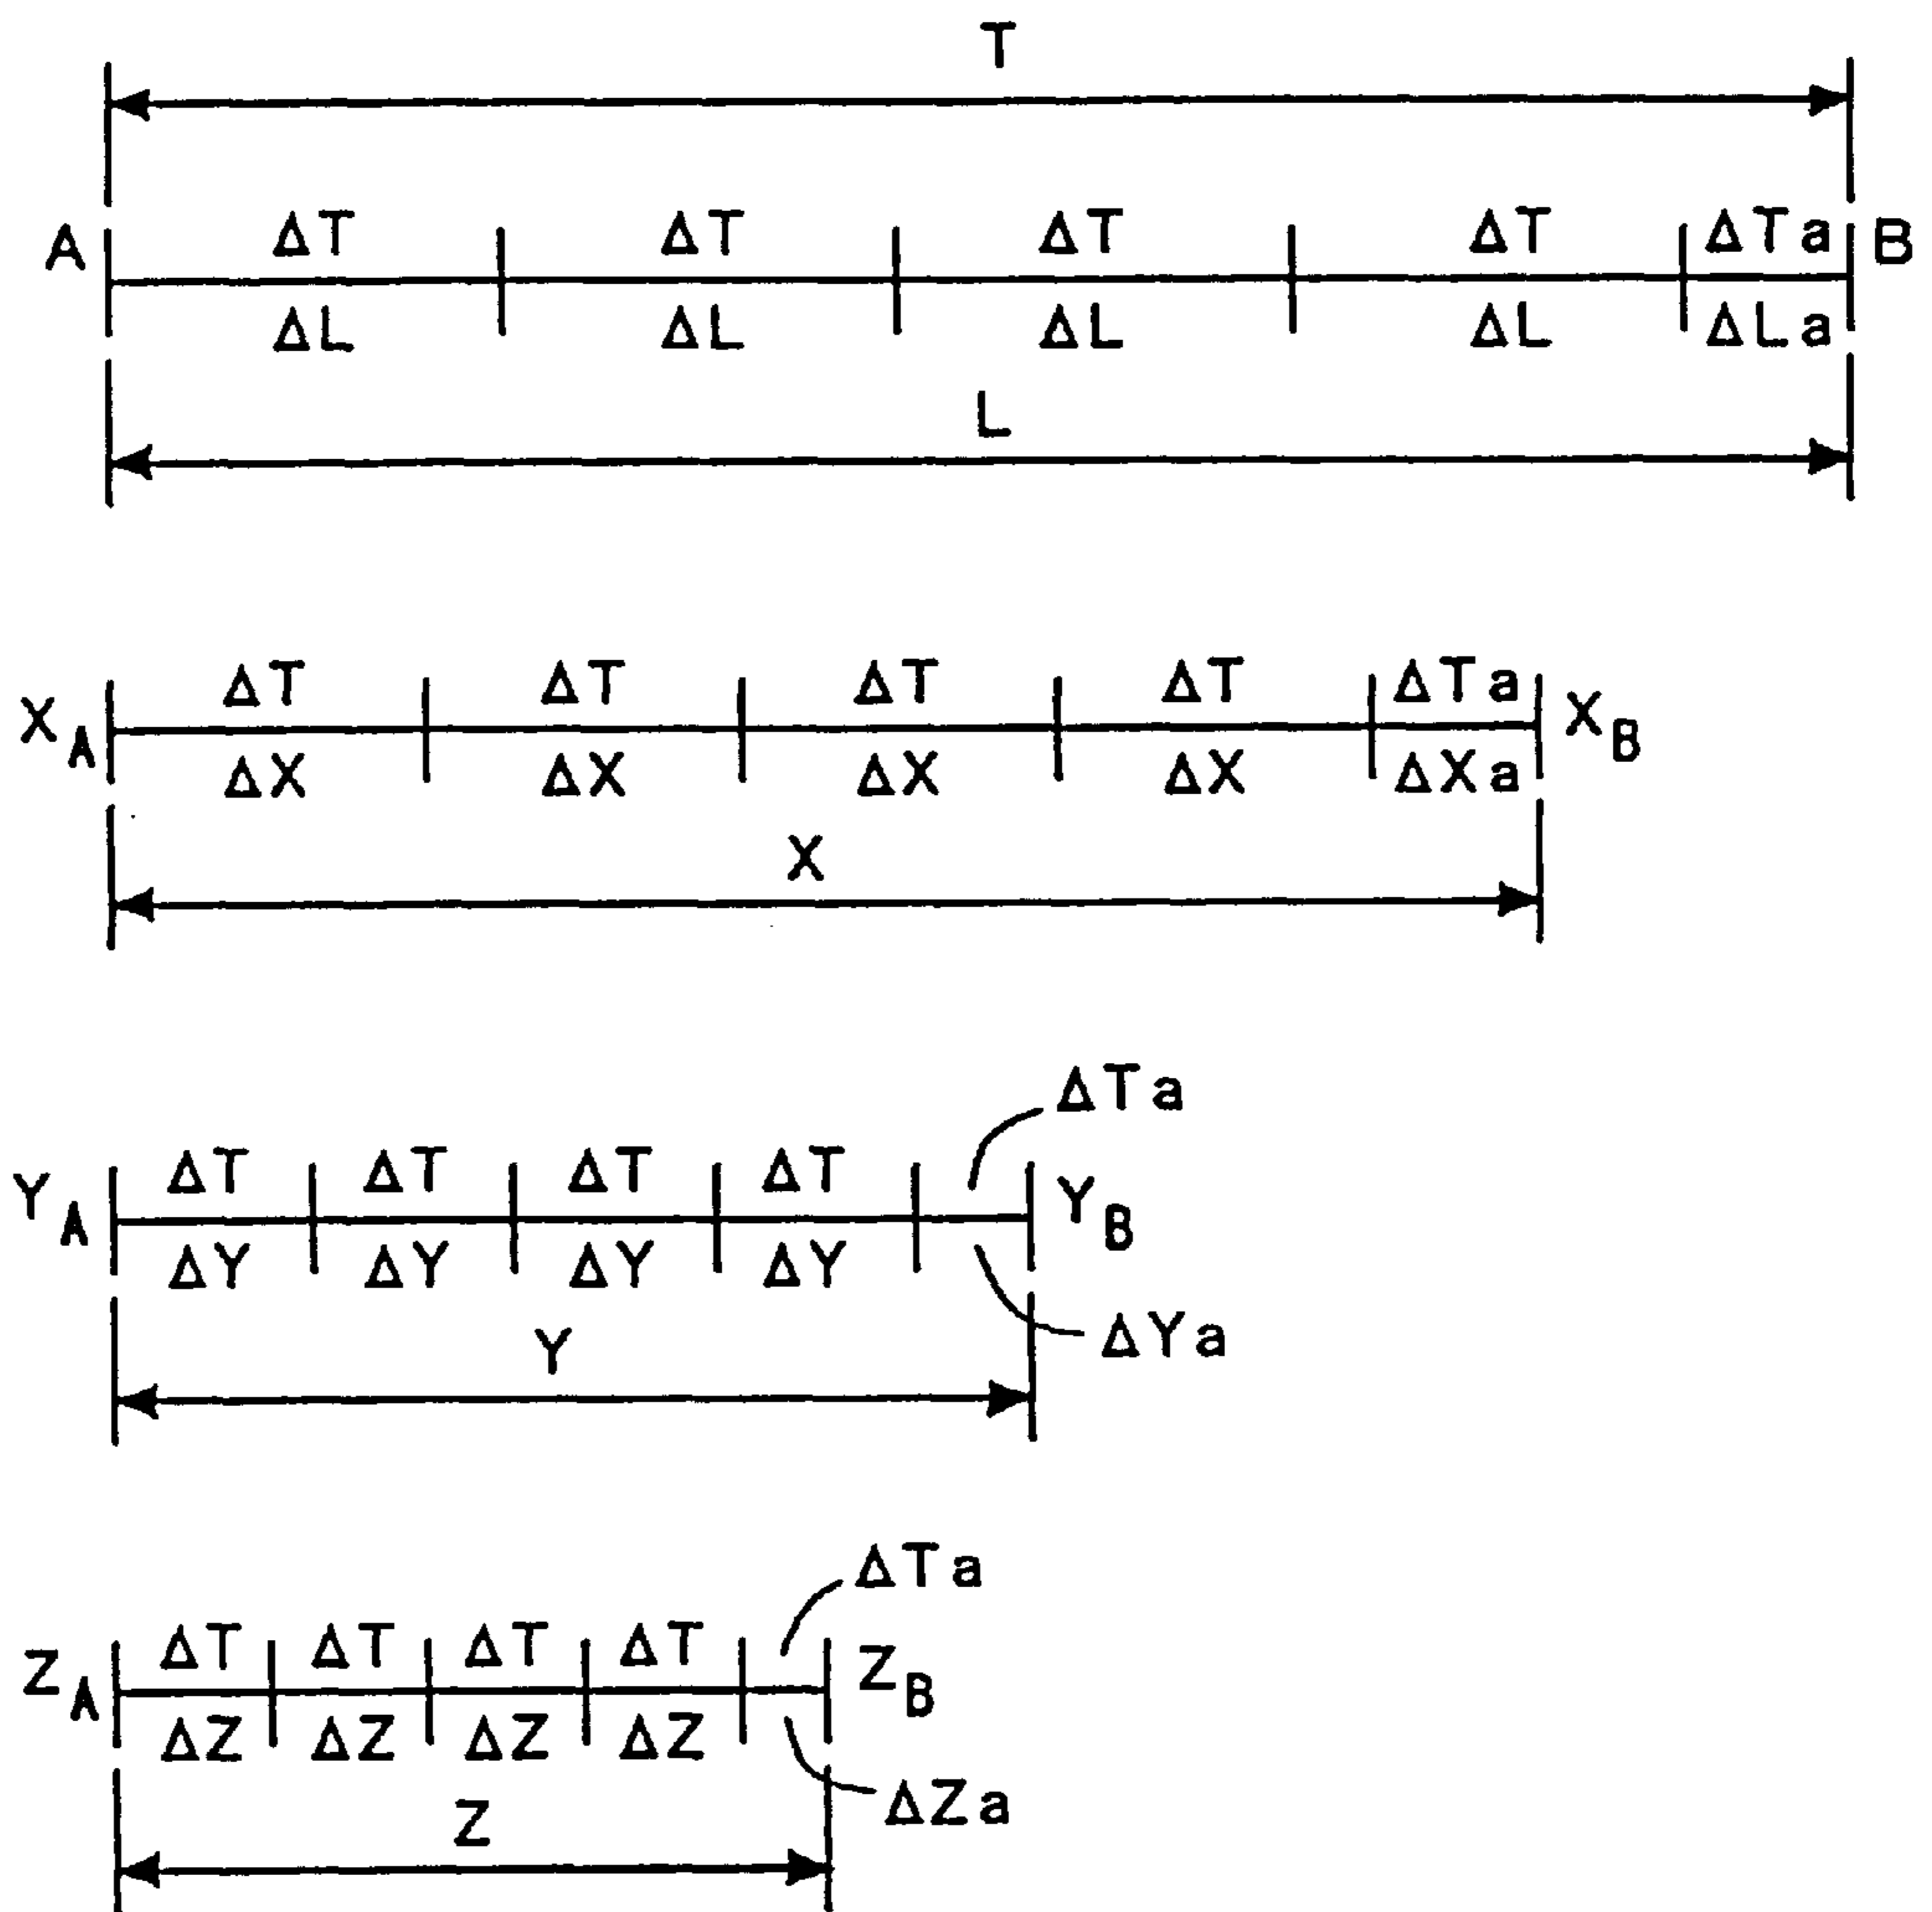 T
A ΔT ΔT ΔT ΔT ΔTa B
ΔL ΔL ΔL ΔL ΔLa
L
XA ΔT ΔT ΔT ΔT ΔTa XB
ΔX ΔX ΔX ΔX ΔXa
X
ΔTa
YA ΔT ΔT ΔT ΔT YB
ΔY ΔY ΔY ΔY
ΔYa
Y
ΔTa
ZA ΔT ΔT ΔT ΔT ZB
ΔZ ΔZ ΔZ ΔZ
ΔZa
Z